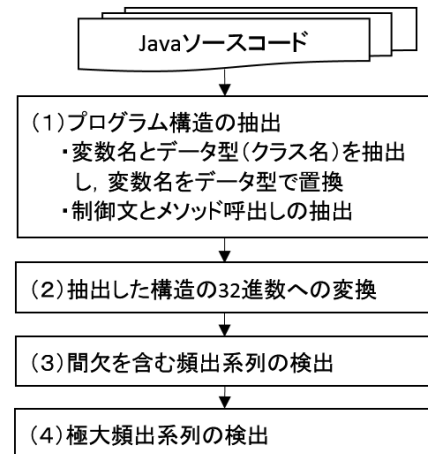 Javaソースコード
（1）プログラム構造の抽出
・変数名とデータ型（クラス名）を抽出
し，変数名をデータ型で置換
・制御文とメソッド呼出しの抽出
（2）抽出した構造の32進数への変換
（3）間欠を含む頻出系列の検出
（4）極大頻出系列の検出